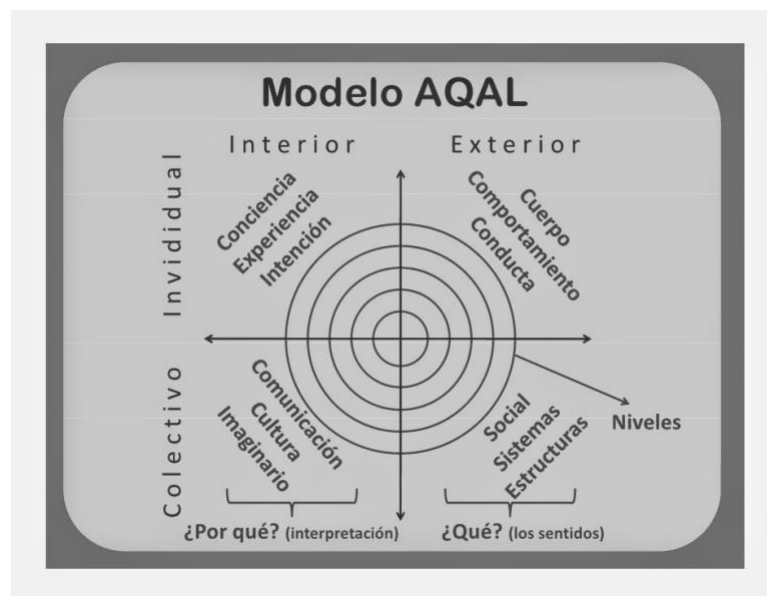 Modelo AQAL
Interior
Exterior
Invididual
Conciencia
Experiencia
Intención
Cuerpo
Comportamiento
Conducta
Colectivo
Comunicación
Cultura
Imaginario
Social
Sistemas
Estructuras
Niveles
¿Por qué? (interpretación)
¿Qué? (los sentidos)